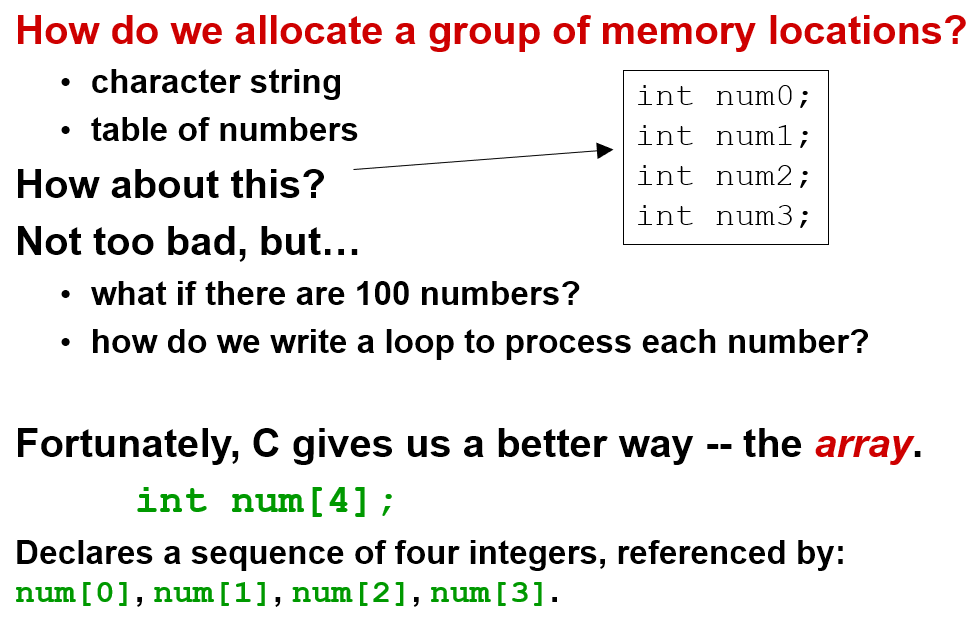 How do we allocate a group of memory locations?
• character string
• table of numbers
How about this?
int num0;
int num1;
int num2;
int num3;
Not too bad, but…
• what if there are 100 numbers?
• how do we write a loop to process each number?
Fortunately, C gives us a better way -- the array.
int num[4];
Declares a sequence of four integers, referenced by:
num[0], num[1], num[2], num[3].